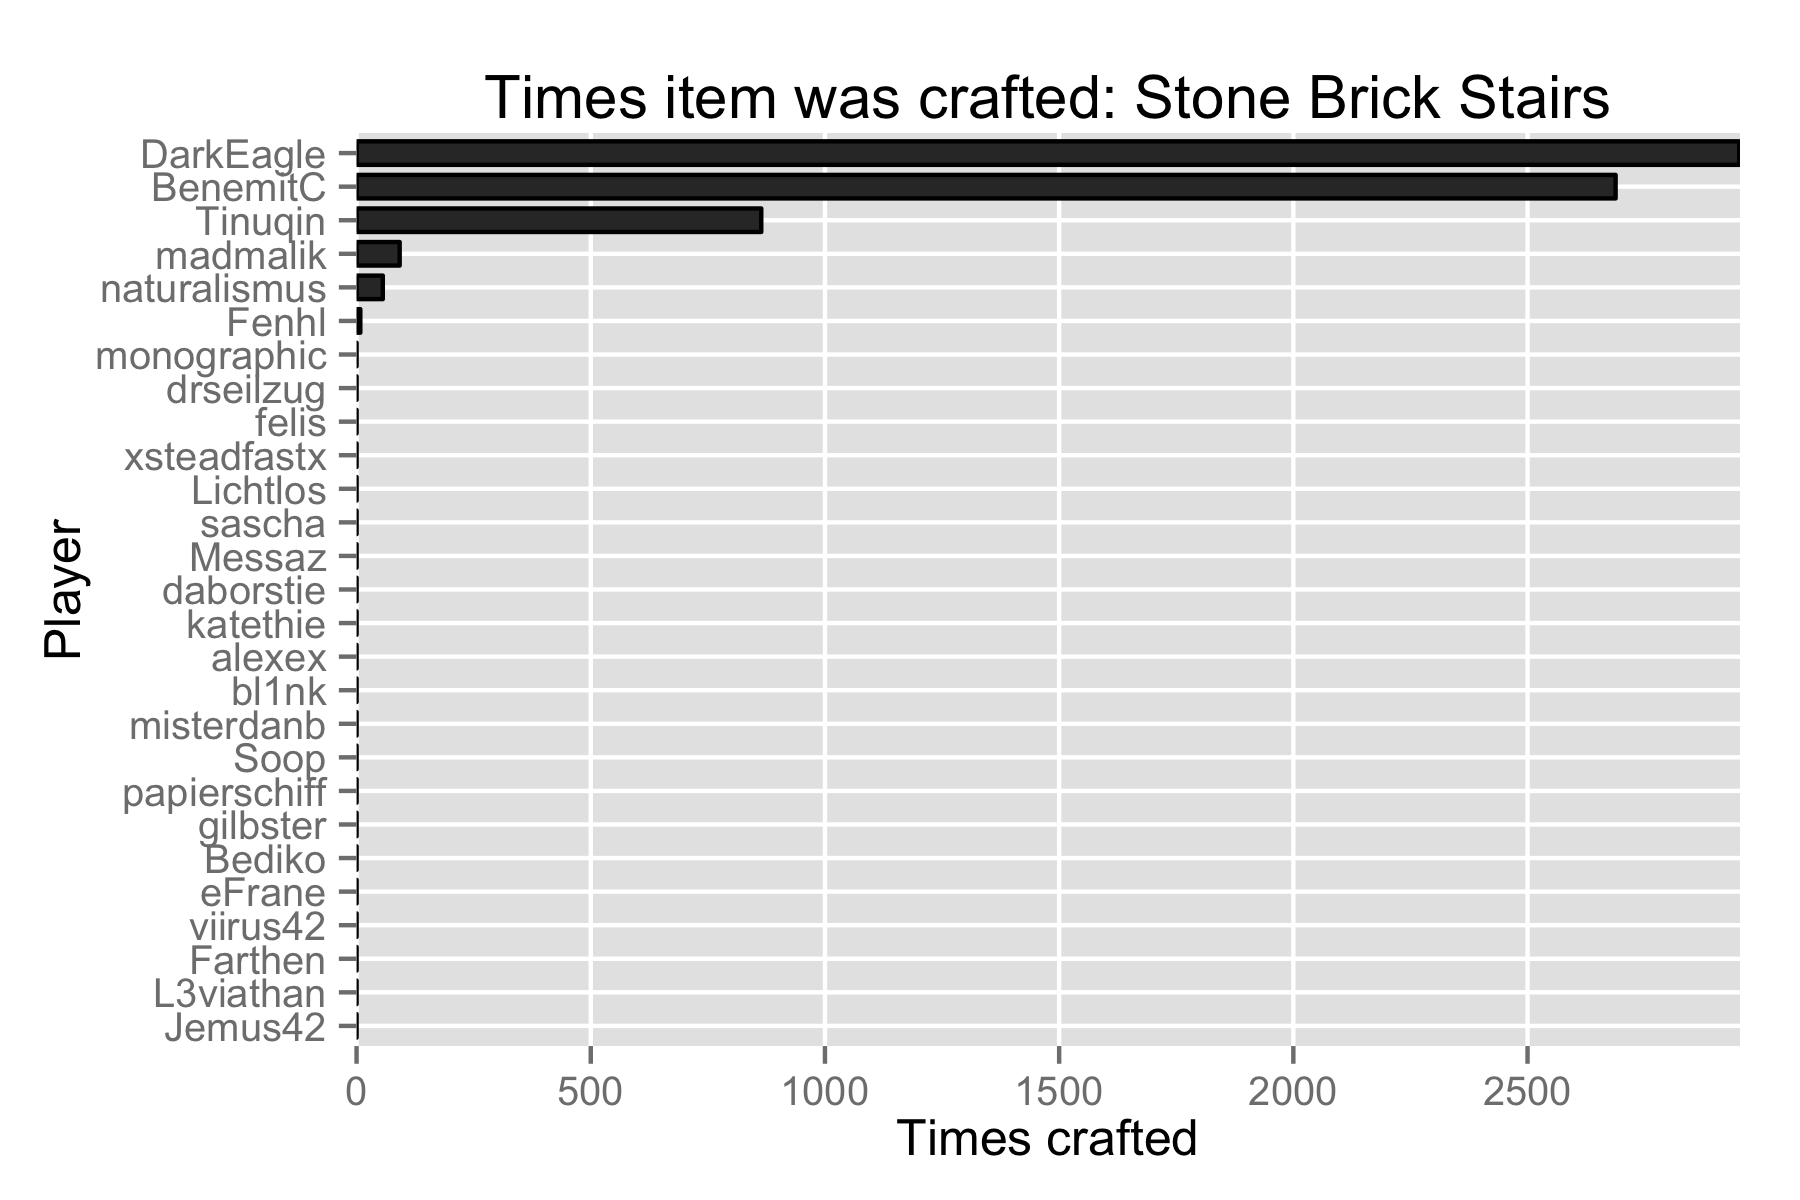 Times item was crafted: Stone Brick Stairs
DarkEagle
BenemitC
Tinuqin
madmalik
naturalismus
Fenhl
monographic
drseilzug
felis
xsteadfastx
Lichtlos
sascha
Messaz
daborstie
katethie
alexex
bl1nk
misterdanb
Soop
papierschiff
gilbster
Bediko
eFrane
viirus42
Farthen
L3viathan
Jemus42
Player
0 500 1000 1500 2000 2500
Times crafted